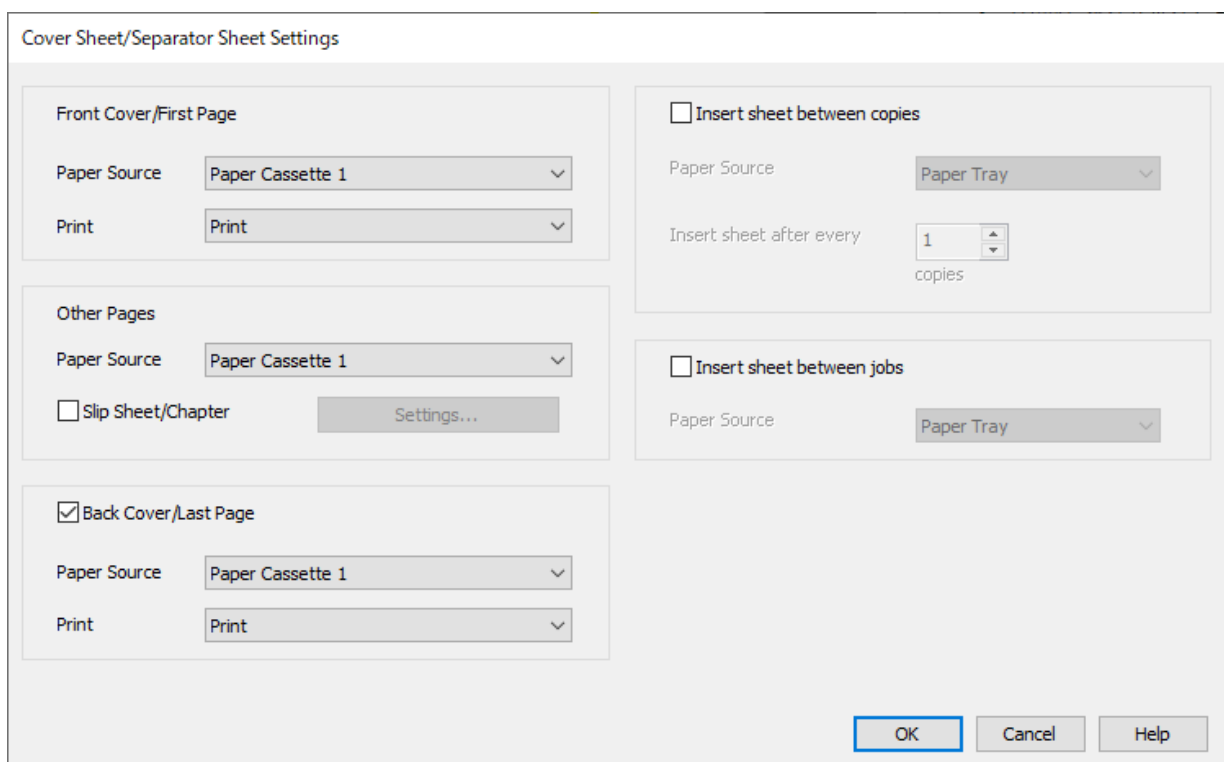 Cover Sheet/Separator Sheet Settings
Front Cover/First Page
Paper Source Paper Cassette 1
Print Print
Other Pages
Paper Source Paper Cassette 1
Slip Sheet/Chapter Settings...
Back Cover/Last Page
Paper Source Paper Cassette 1
Print Print
Insert sheet between copies
Paper Source Paper Tray
Insert sheet after every 1
copies
Insert sheet between jobs
Paper Source Paper Tray
OK Cancel Help